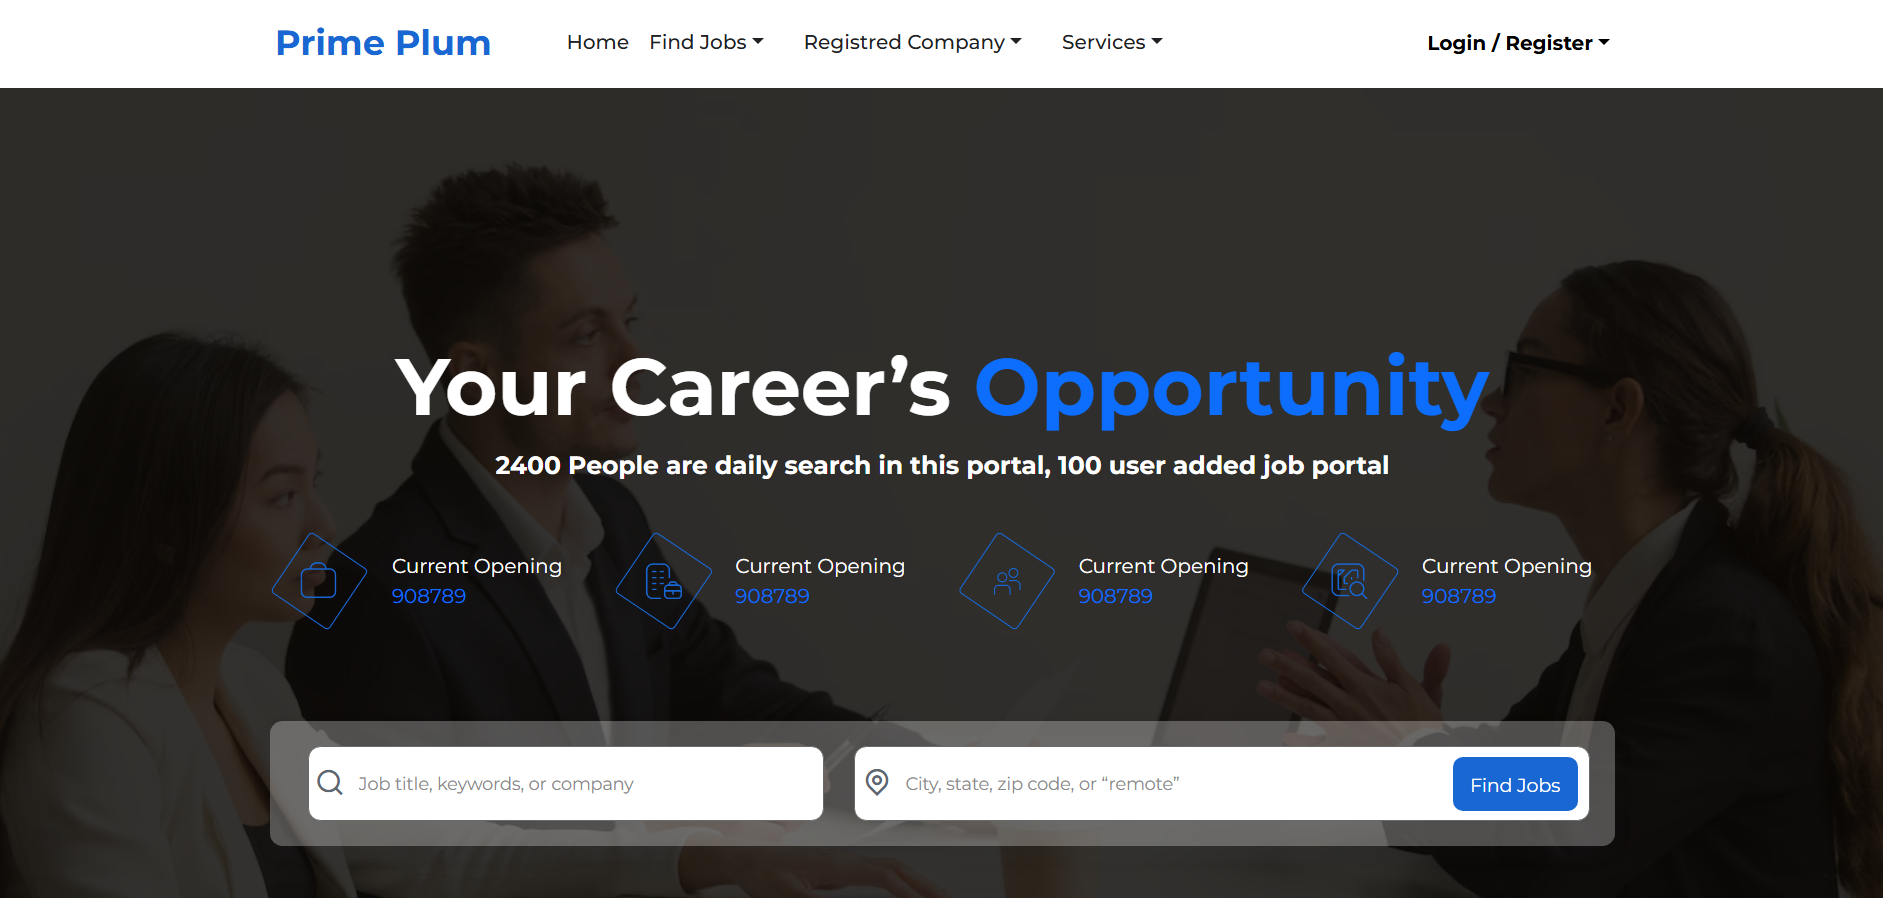 Prime Plum Home Find Jobs Registred Company Services Login / Register
Your Career’s Opportunity
2400 People are daily search in this portal, 100 user added job portal
Current Opening
908789
Current Opening
908789
Current Opening
908789
Current Opening
908789
Job title, keywords, or company
City, state, zip code, or “remote”
Find Jobs